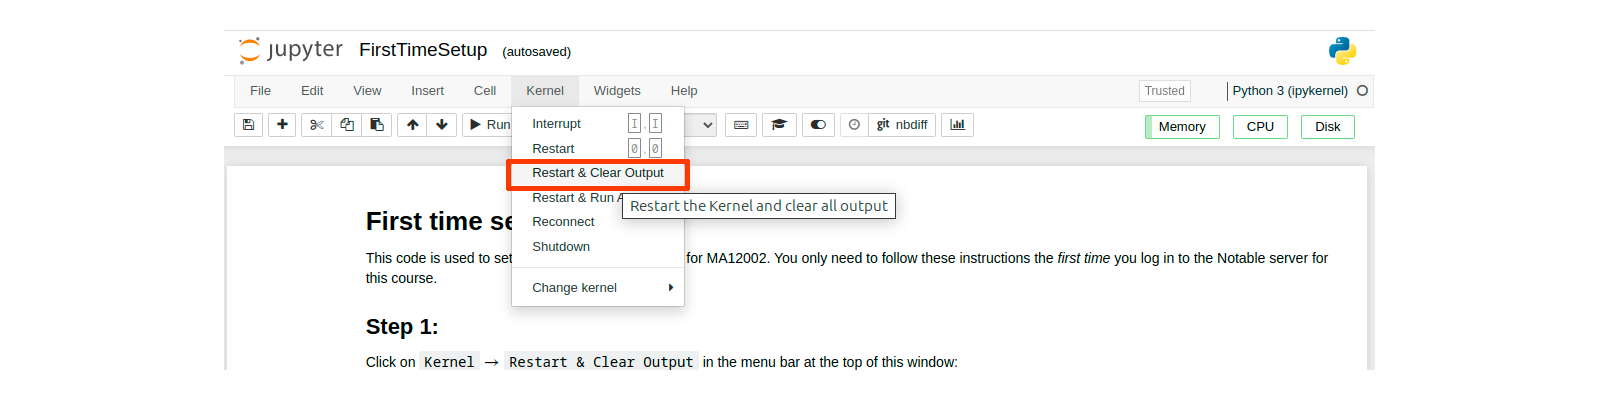 jupyter FirstTimeSetup (autosaved)
File Edit View Insert Cell Kernel Widgets Help Trusted Python 3 (ipykernel)
Run git nbdiff Memory CPU Disk
Interrupt I, I
Restart 0, 0
Restart & Clear Output
Restart & Run
Restart the Kernel and clear all output
Reconnect
Shutdown
Change kernel
First time
This code is used to for MA12002. You only need to follow these instructions the first time you log in to the Notable server for
this course.
Step 1:
Click on Kernel → Restart & Clear Output in the menu bar at the top of this window: